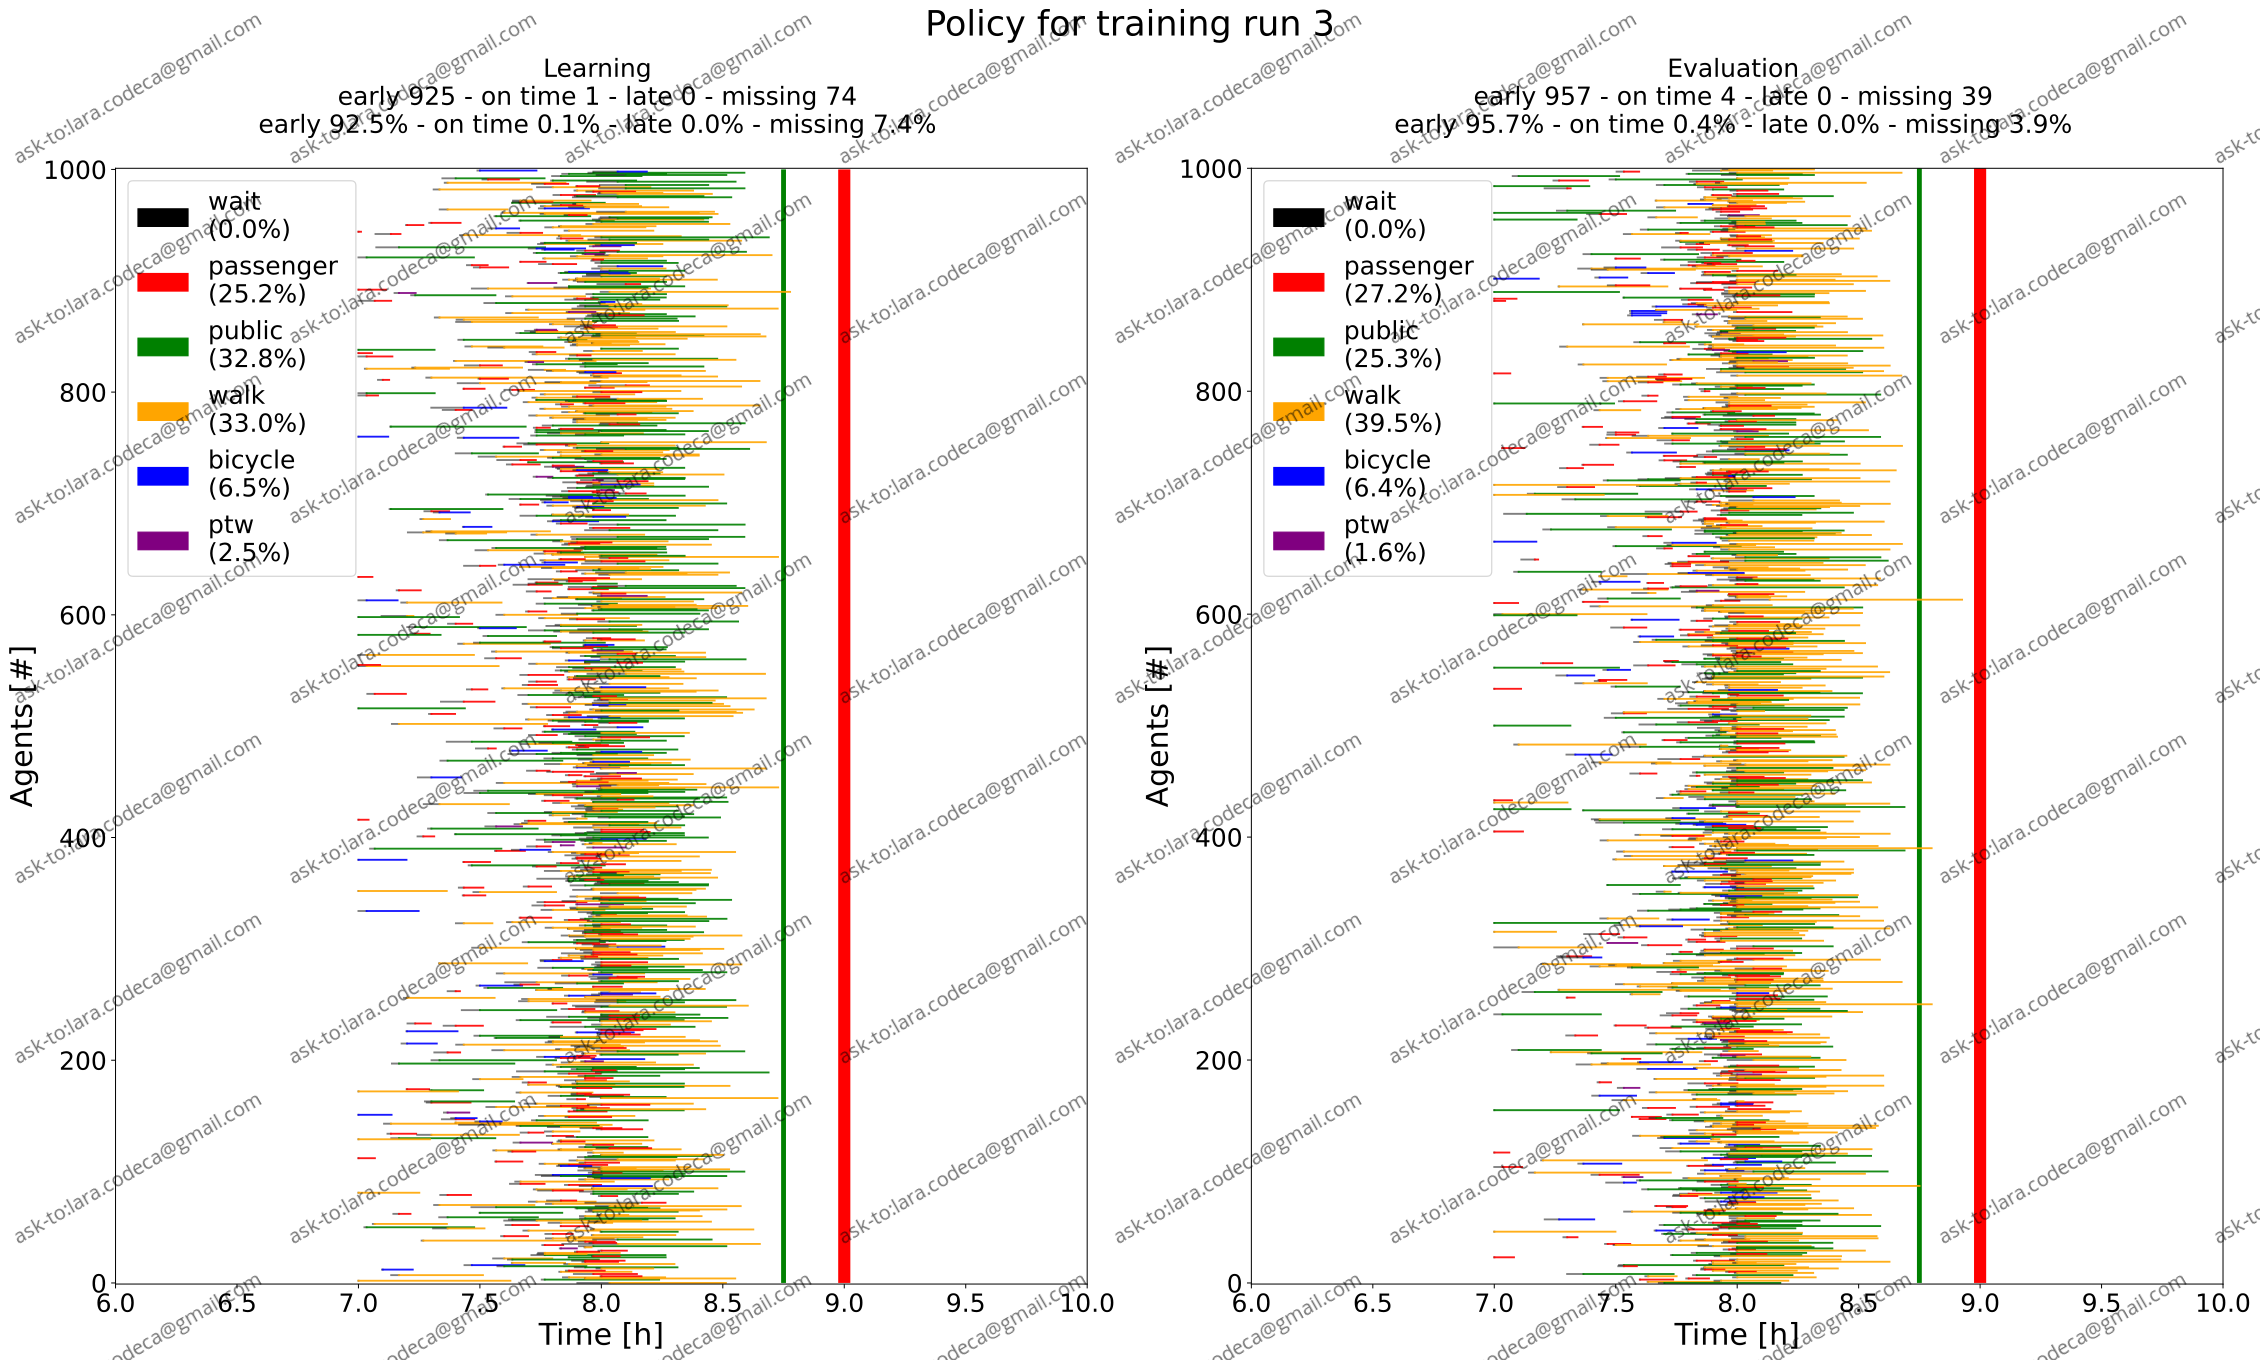 Policy for training run 3
Learning
early 925 - on time 1 - late 0 - missing 74
early 92.5% - on time 0.1% - late 0.0% - missing 7.4%
1000
800
600
400
200
0
Agents [#]
wait
(0.0%)
passenger
(25.2%)
public
(32.8%)
walk
(33.0%)
bicycle
(6.5%)
ptw
(2.5%)
6.0 6.5 7.0 7.5 8.0 8.5 9.0 9.5 10.0
Time [h]
Evaluation
early 957 - on time 4 - late 0 - missing 39
early 95.7% - on time 0.4% - late 0.0% - missing 3.9%
1000
800
600
400
200
0
Agents [#]
wait
(0.0%)
passenger
(27.2%)
public
(25.3%)
walk
(39.5%)
bicycle
(6.4%)
ptw
(1.6%)
6.0 6.5 7.0 7.5 8.0 8.5 9.0 9.5 10.0
Time [h]
ask-to:lara.codeca@gmail.com